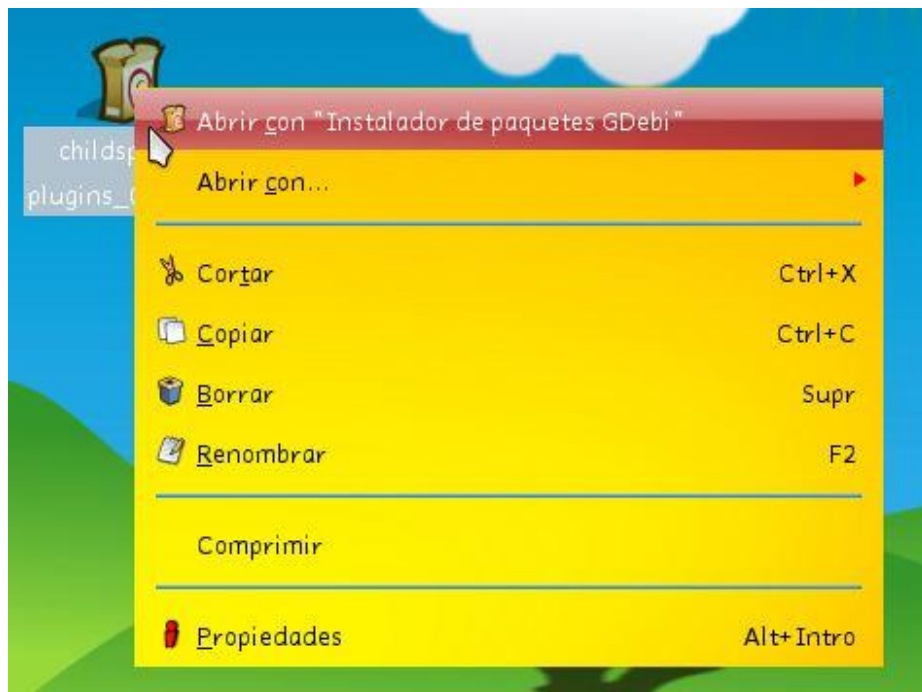 Abrir con "Instalador de paquetes GDebi"
childsp
Abrir con...
plugins_
Cortar Ctrl+X
Copiar Ctrl+C
Borrar Supr
Renombrar F2
Comprimir
Propiedades Alt+Intro